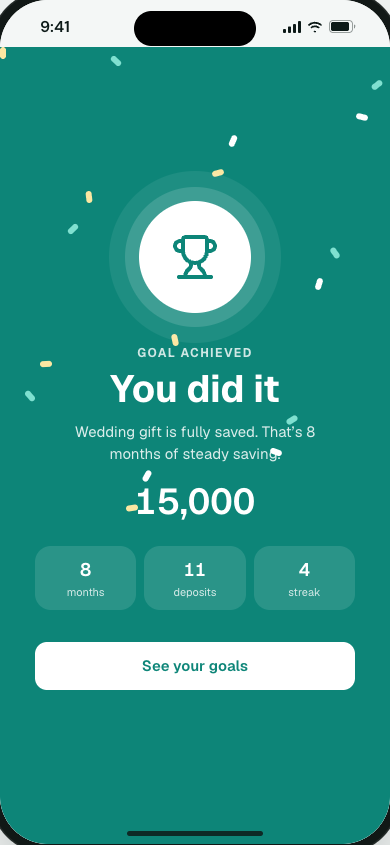 9:41
GOAL ACHIEVED
You did it
Wedding gift is fully saved. That's 8
months of steady saving.
15,000
8
months
11
deposits
4
streak
See your goals